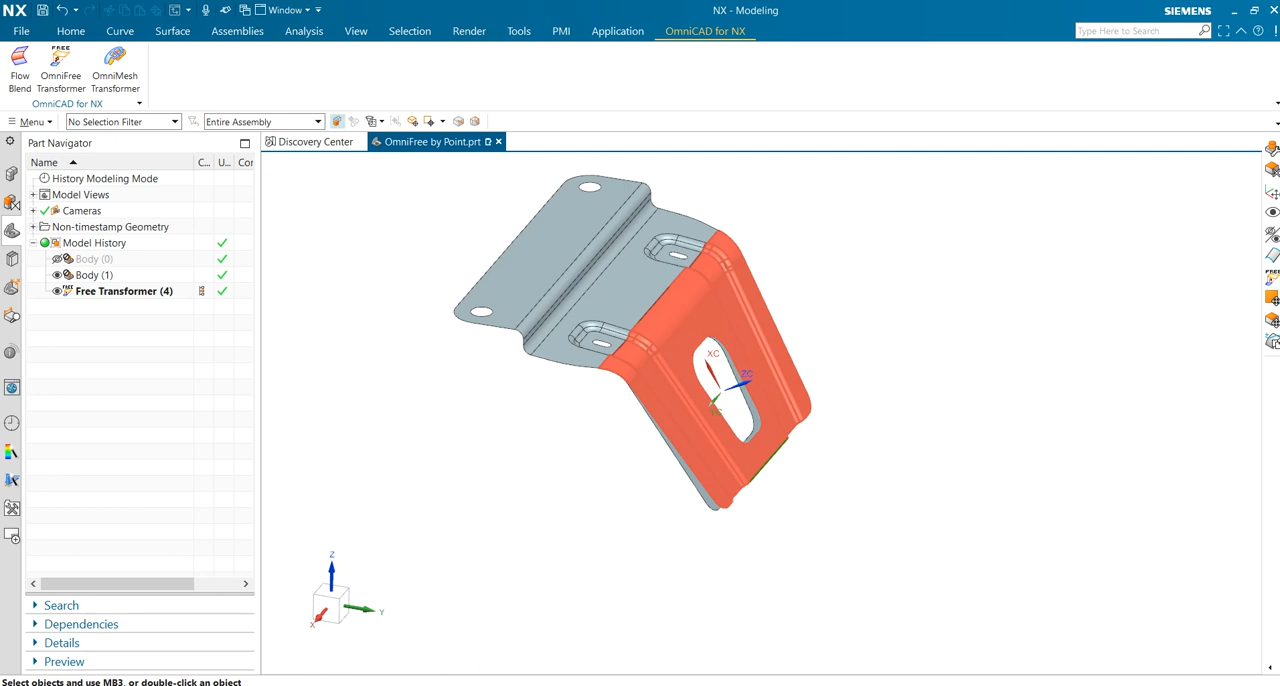 NX Window NX - Modeling SIEMENS
File Home Curve Surface Assemblies Analysis View Selection Render Tools PMI Application OmniCAD for NX Type Here to Search
FREE FREE
Flow OmniFree OmniMesh
Blend Transformer Transformer
OmniCAD for NX
Menu No Selection Filter Entire Assembly
Part Navigator Discovery Center OmniFree by Point.prt
Name C... U... Cor
History Modeling Mode
Model Views
Cameras
Non-timestamp Geometry
Model History
Body (0)
Body (1)
Free Transformer (4)
XC
ZC
YC
Z
Y
X
Search
Dependencies
Details
Preview
Select objects and use MB3, or double-click an object